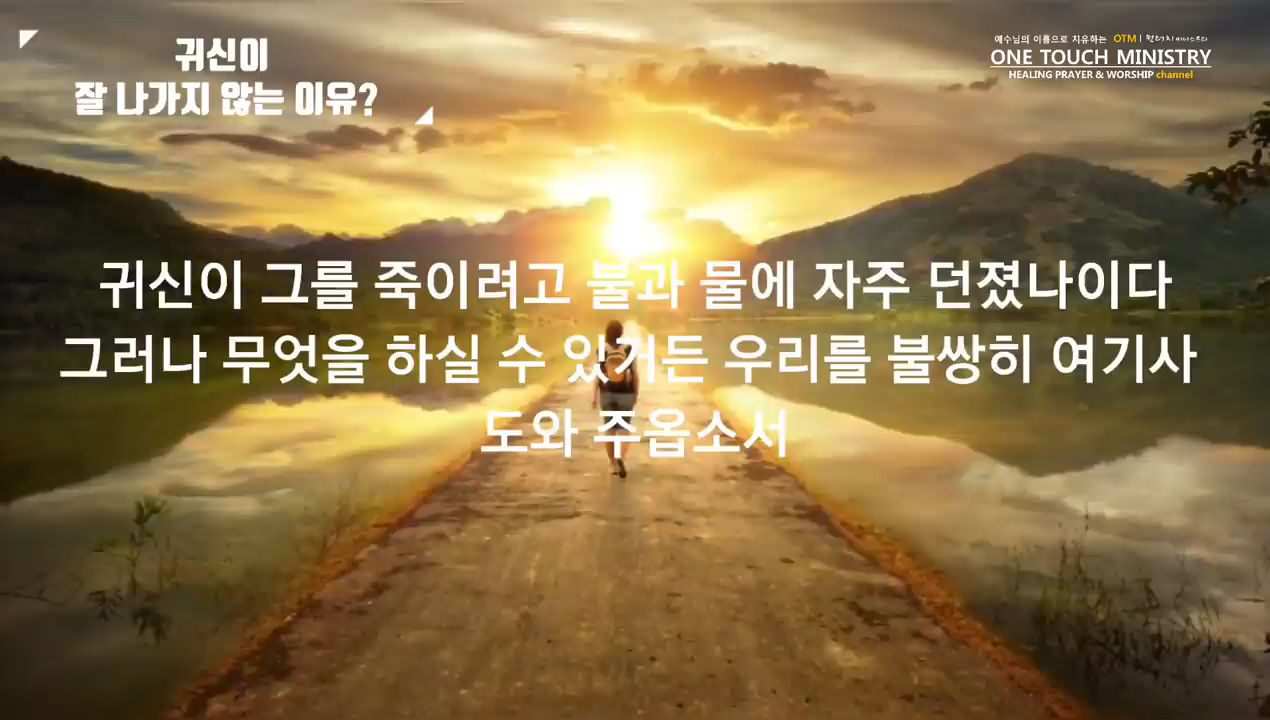 귀신이
잘 나가지 않는 이유?
예수님의 이름으로 치유하는 OTM | 원터치 미니스트리
ONE TOUCH MINISTRY
HEALING PRAYER & WORSHIP channel
귀신이 그를 죽이려고 불과 물에 자주 던졌나이다
그러나 무엇을 하실 수 있거든 우리를 불쌍히 여기사
도와 주옵소서